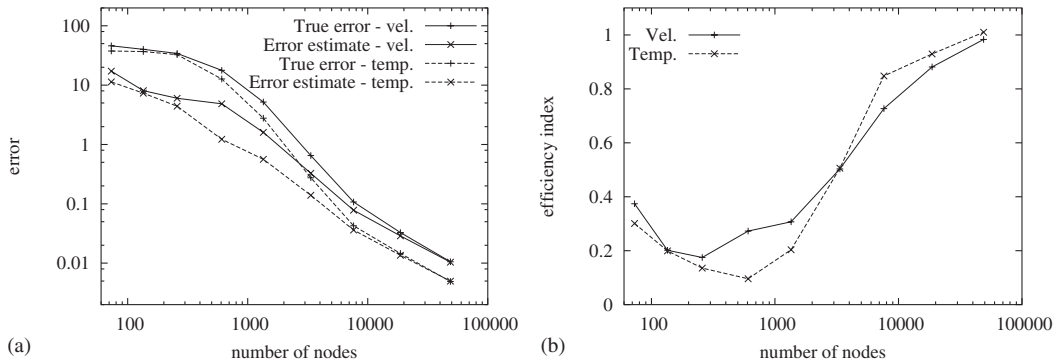 100
10
1
0.1
0.01
100
1000
10000
100000
error
number of nodes
True error - vel.
Error estimate - vel.
True error - temp.
Error estimate - temp.
(a)
1
0.8
0.6
0.4
0.2
0
100
1000
10000
100000
efficiency index
number of nodes
Vel.
Temp.
(b)